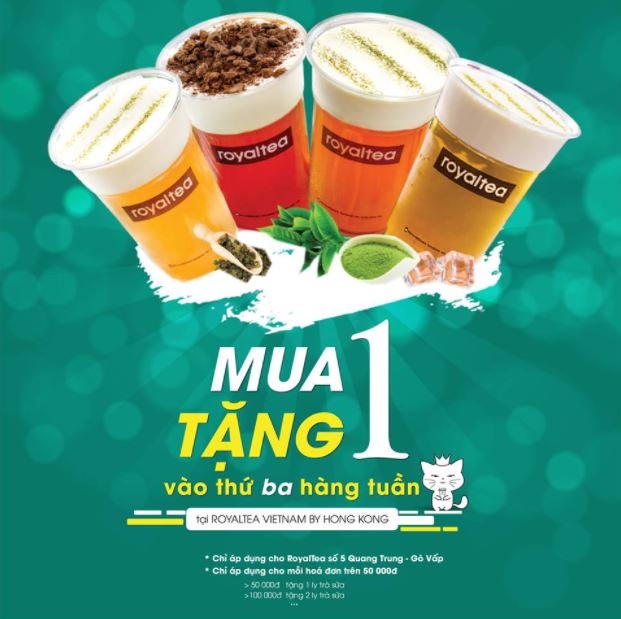 royaltea
royaltea
royaltea
royaltea
MUA 1
TẶNG 1
vào thứ ba hàng tuần
tại ROYALTEA VIETNAM BY HONG KONG
* Chỉ áp dụng cho RoyalTea số 5 Quang Trung - Gò Vấp
* Chỉ áp dụng cho mỗi hoá đơn trên 50 000đ
> 50 000đ tặng 1 ly trà sữa
>100 000đ tặng 2 ly trà sữa
...